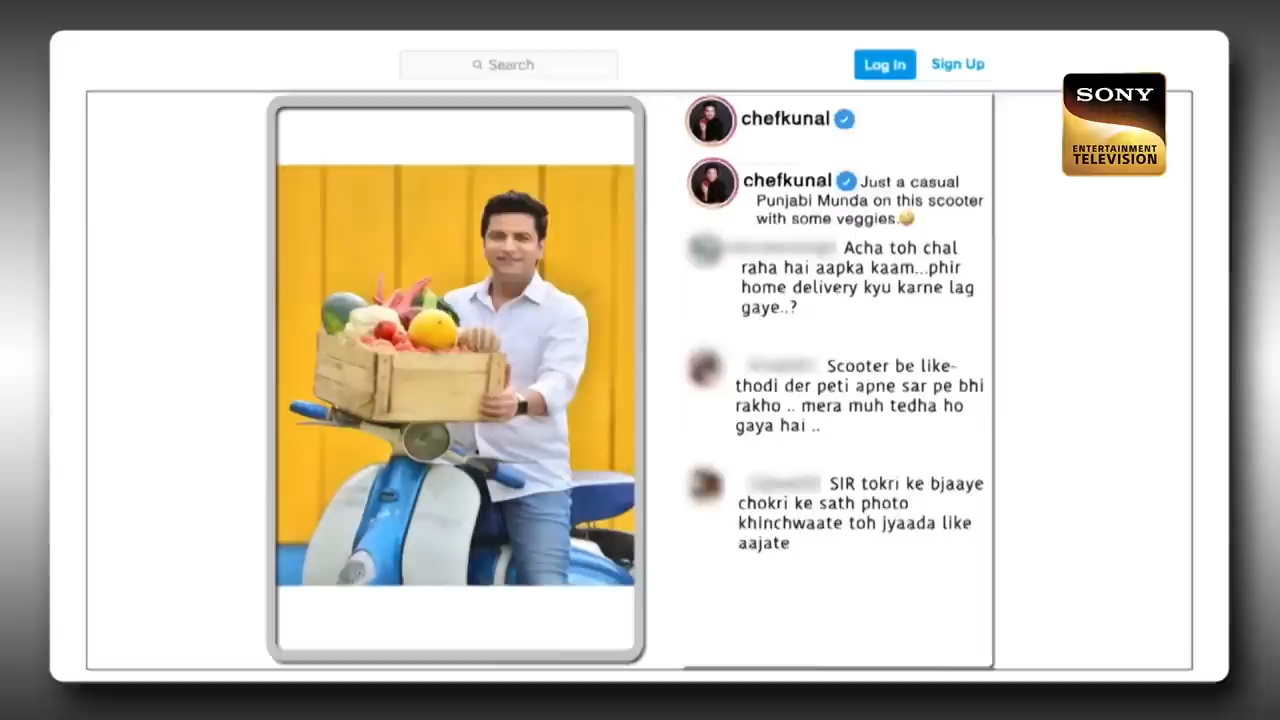 Search
Log In
Sign Up
SONY
ENTERTAINMENT
TELEVISION
chefkunal
chefkunal Just a casual
Punjabi Munda on this scooter
with some veggies.
Acha toh chal
raha hai aapka kaam...phir
home delivery kyu karne lag
gaye..?
Scooter be like-
thodi der peti apne sar pe bhi
rakho .. mera muh tedha ho
gaya hai ..
SIR tokri ke bjaaye
chokri ke sath photo
khinchwaate toh jyaada like
aajate